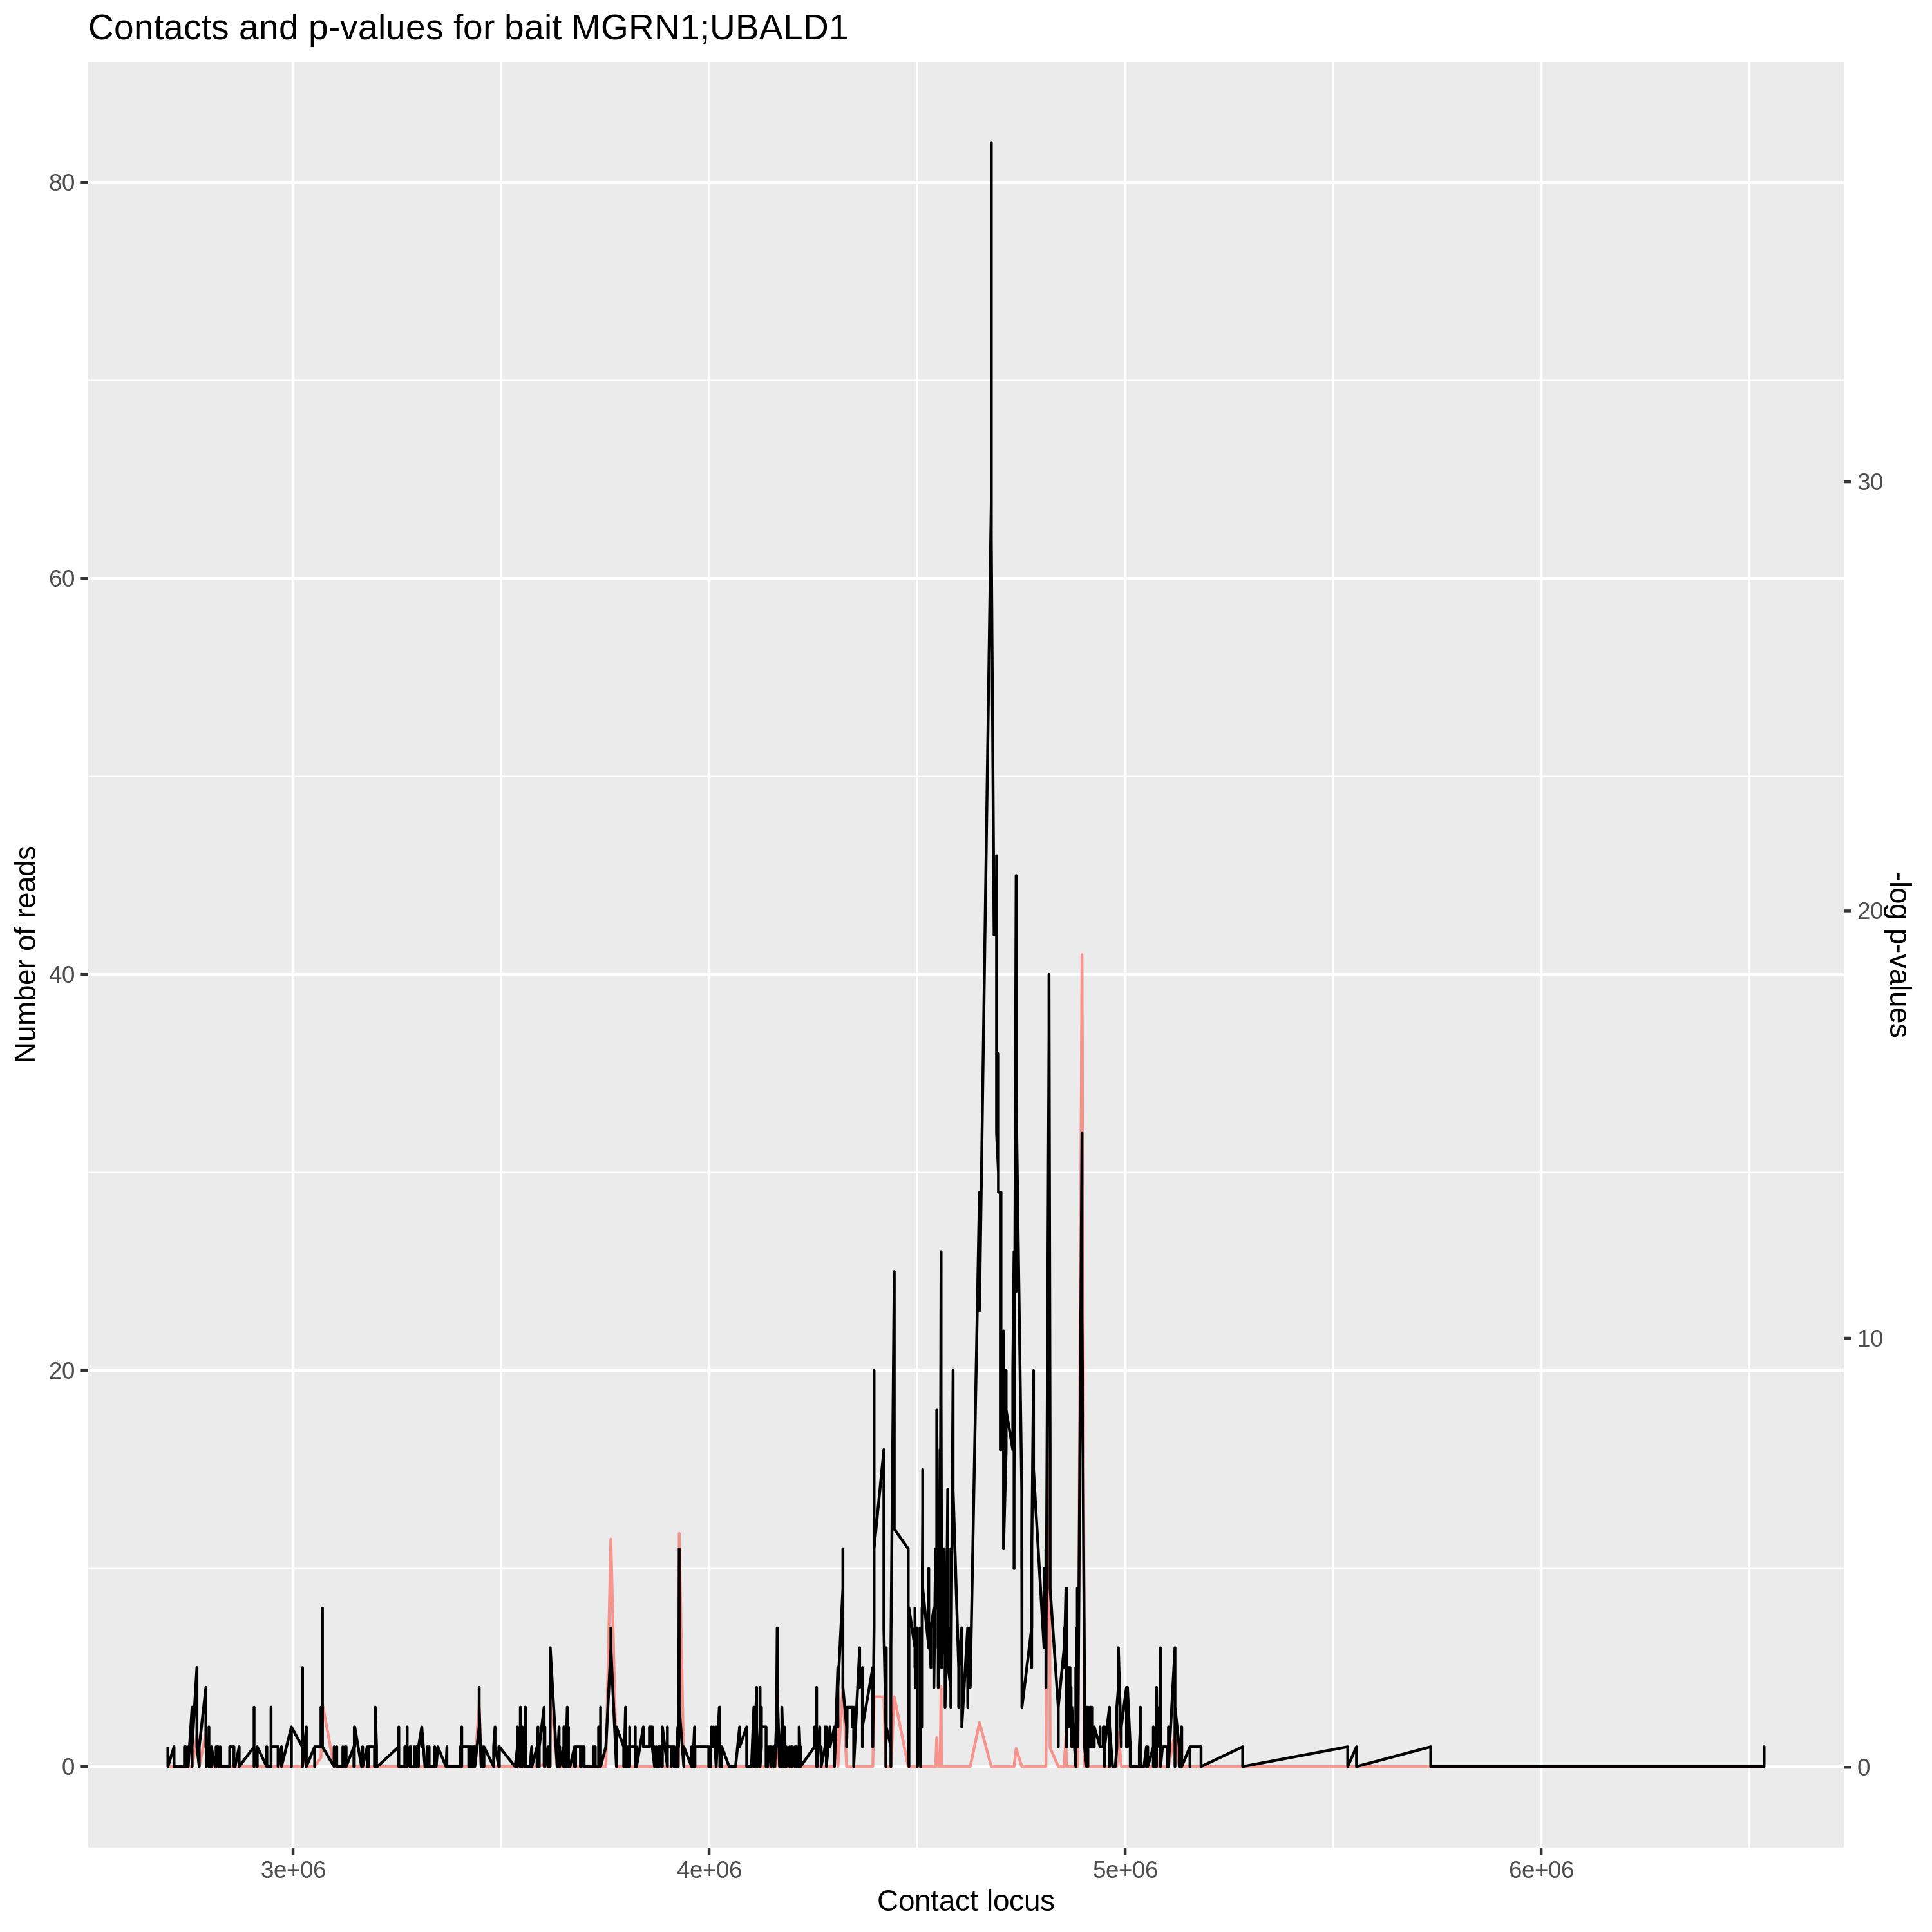 Contacts and p-values for bait MGRN1;UBALD1
80
60
40
20
0
Number of reads
30
20
10
0
-log p-values
3e+06
4e+06
5e+06
6e+06
Contact locus